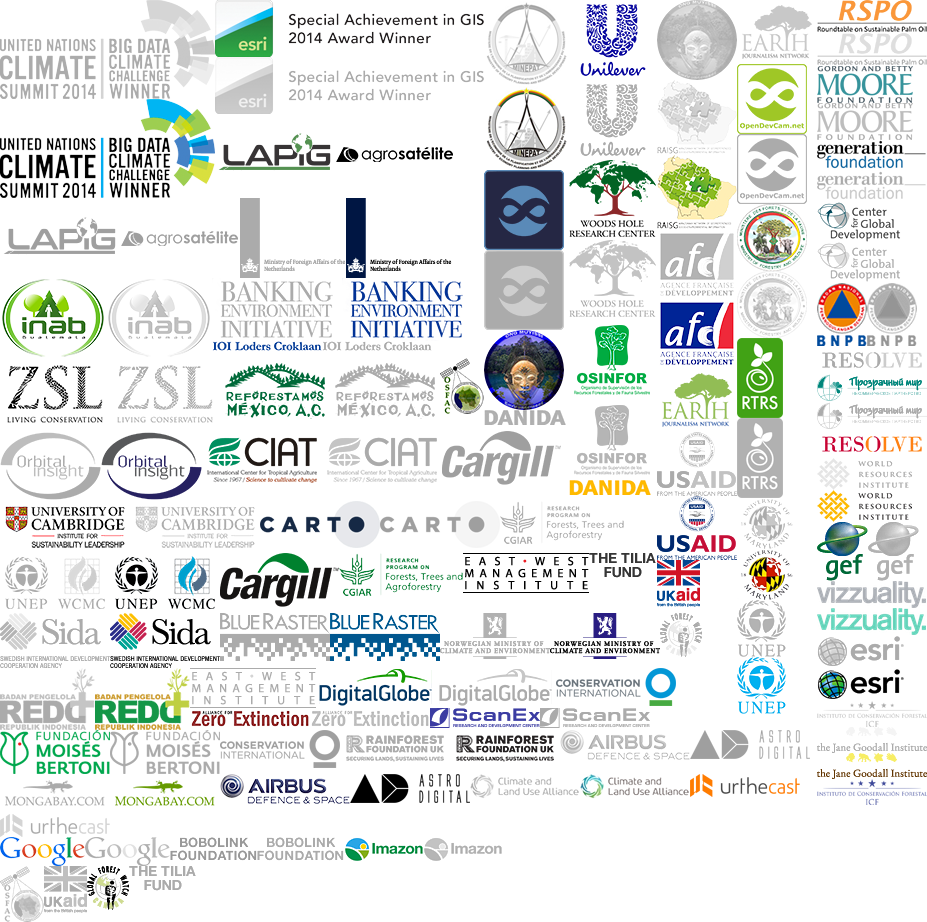 UNITED NATIONS
CLIMATE
SUMMIT 2014
BIG DATA
CLIMATE
CHALLENGE
WINNER
esri
Special Achievement in GIS
2014 Award Winner
esri
Special Achievement in GIS
2014 Award Winner
MINEPAT
Unilever
EARTH
JOURNALISM NETWORK
RSPO
Roundtable on Sustainable Palm Oil
RSPO
Roundtable on Sustainable Palm Oil
UNITED NATIONS
CLIMATE
SUMMIT 2014
BIG DATA
CLIMATE
CHALLENGE
WINNER
LAPIG
agrosatélite
MINEPAT
Unilever
RAISG
OpenDevCam.net
GORDON AND BETTY
MOORE
FOUNDATION
GORDON AND BETTY
MOORE
FOUNDATION
generation
foundation
generation
foundation
LAPIG
agrosatélite
Ministry of Foreign Affairs of the
Netherlands
Ministry of Foreign Affairs of the
Netherlands
WOODS HOLE
RESEARCH CENTER
RAISG
OpenDevCam.net
Center
for Global
Development
Center
for Global
Development
inab
Guatemala
inab
Guatemala
BANKING
ENVIRONMENT
INITIATIVE
BANKING
ENVIRONMENT
INITIATIVE
IOI Loders Croklaan
IOI Loders Croklaan
WOODS HOLE
RESEARCH CENTER
afd
AGENCE FRANÇAISE
DE DÉVELOPPEMENT
afd
AGENCE FRANÇAISE
DE DÉVELOPPEMENT
BNPB
BNPB
RESOLVE
ZSL
LIVING CONSERVATION
ZSL
LIVING CONSERVATION
REFORESTAMOS
MÉXICO, A.C.
REFORESTAMOS
MÉXICO, A.C.
OSFAC
DANIDA
OSINFOR
Organismo de Supervisión de los
Recursos Forestales y de Fauna Silvestre
EARTH
JOURNALISM NETWORK
RTRS
Прозрачный мир
Прозрачный мир
RESOLVE
Orbital
Insight
Orbital
Insight
CIAT
International Center for Tropical Agriculture
Since 1967 / Science to cultivate change
CIAT
International Center for Tropical Agriculture
Since 1967 / Science to cultivate change
Cargill
OSINFOR
Organismo de Supervisión de los
Recursos Forestales y de Fauna Silvestre
DANIDA
USAID
FROM THE AMERICAN PEOPLE
RTRS
WORLD
RESOURCES
INSTITUTE
WORLD
RESOURCES
INSTITUTE
UNIVERSITY OF
CAMBRIDGE
INSTITUTE FOR
SUSTAINABILITY LEADERSHIP
UNIVERSITY OF
CAMBRIDGE
INSTITUTE FOR
SUSTAINABILITY LEADERSHIP
CARTO
CARTO
CGIAR
RESEARCH
PROGRAM ON
Forests, Trees and
Agroforestry
USAID
FROM THE AMERICAN PEOPLE
UNIVERSITY OF
MARYLAND
gef
gef
UNEP
WCMC
UNEP
WCMC
Cargill
CGIAR
RESEARCH
PROGRAM ON
Forests, Trees and
Agroforestry
EAST WEST
MANAGEMENT
INSTITUTE
THE TILIA
FUND
UKaid
from the British people
UNIVERSITY OF
MARYLAND
vizzuality.
vizzuality.
Sida
SWEDISH INTERNATIONAL DEVELOPMENT
COOPERATION AGENCY
Sida
SWEDISH INTERNATIONAL DEVELOPMENT
COOPERATION AGENCY
BLUE RASTER
BLUE RASTER
NORWEGIAN MINISTRY OF
CLIMATE AND ENVIRONMENT
NORWEGIAN MINISTRY OF
CLIMATE AND ENVIRONMENT
GLOBAL FOREST WATCH
UNEP
esri
BADAN PENGELOLA
REDD+
REPUBLIK INDONESIA
BADAN PENGELOLA
REDD+
REPUBLIK INDONESIA
EAST WEST
MANAGEMENT
INSTITUTE
DigitalGlobe
DigitalGlobe
CONSERVATION
INTERNATIONAL
UNEP
esri
ALLIANCE FOR
Zero Extinction
ALLIANCE FOR
Zero Extinction
ScanEx
RESEARCH AND DEVELOPMENT CENTER
ScanEx
RESEARCH AND DEVELOPMENT CENTER
INSTITUTO DE CONSERVACIÓN FORESTAL
ICF
FUNDACIÓN
MOISÉS
BERTONI
FUNDACIÓN
MOISÉS
BERTONI
CONSERVATION
INTERNATIONAL
RAINFOREST
FOUNDATION UK
SECURING LANDS, SUSTAINING LIVES
RAINFOREST
FOUNDATION UK
SECURING LANDS, SUSTAINING LIVES
AIRBUS
DEFENCE & SPACE
ASTRO
DIGITAL
the Jane Goodall Institute
the Jane Goodall Institute
MONGABAY.COM
MONGABAY.COM
AIRBUS
DEFENCE & SPACE
ASTRO
DIGITAL
Climate and
Land Use Alliance
Climate and
Land Use Alliance
urthecast
INSTITUTO DE CONSERVACIÓN FORESTAL
ICF
urthecast
Google
Google
BOBOLINK
FOUNDATION
BOBOLINK
FOUNDATION
Imazon
Imazon
OSFAC
UKaid
from the British people
GLOBAL FOREST WATCH
THE TILIA
FUND